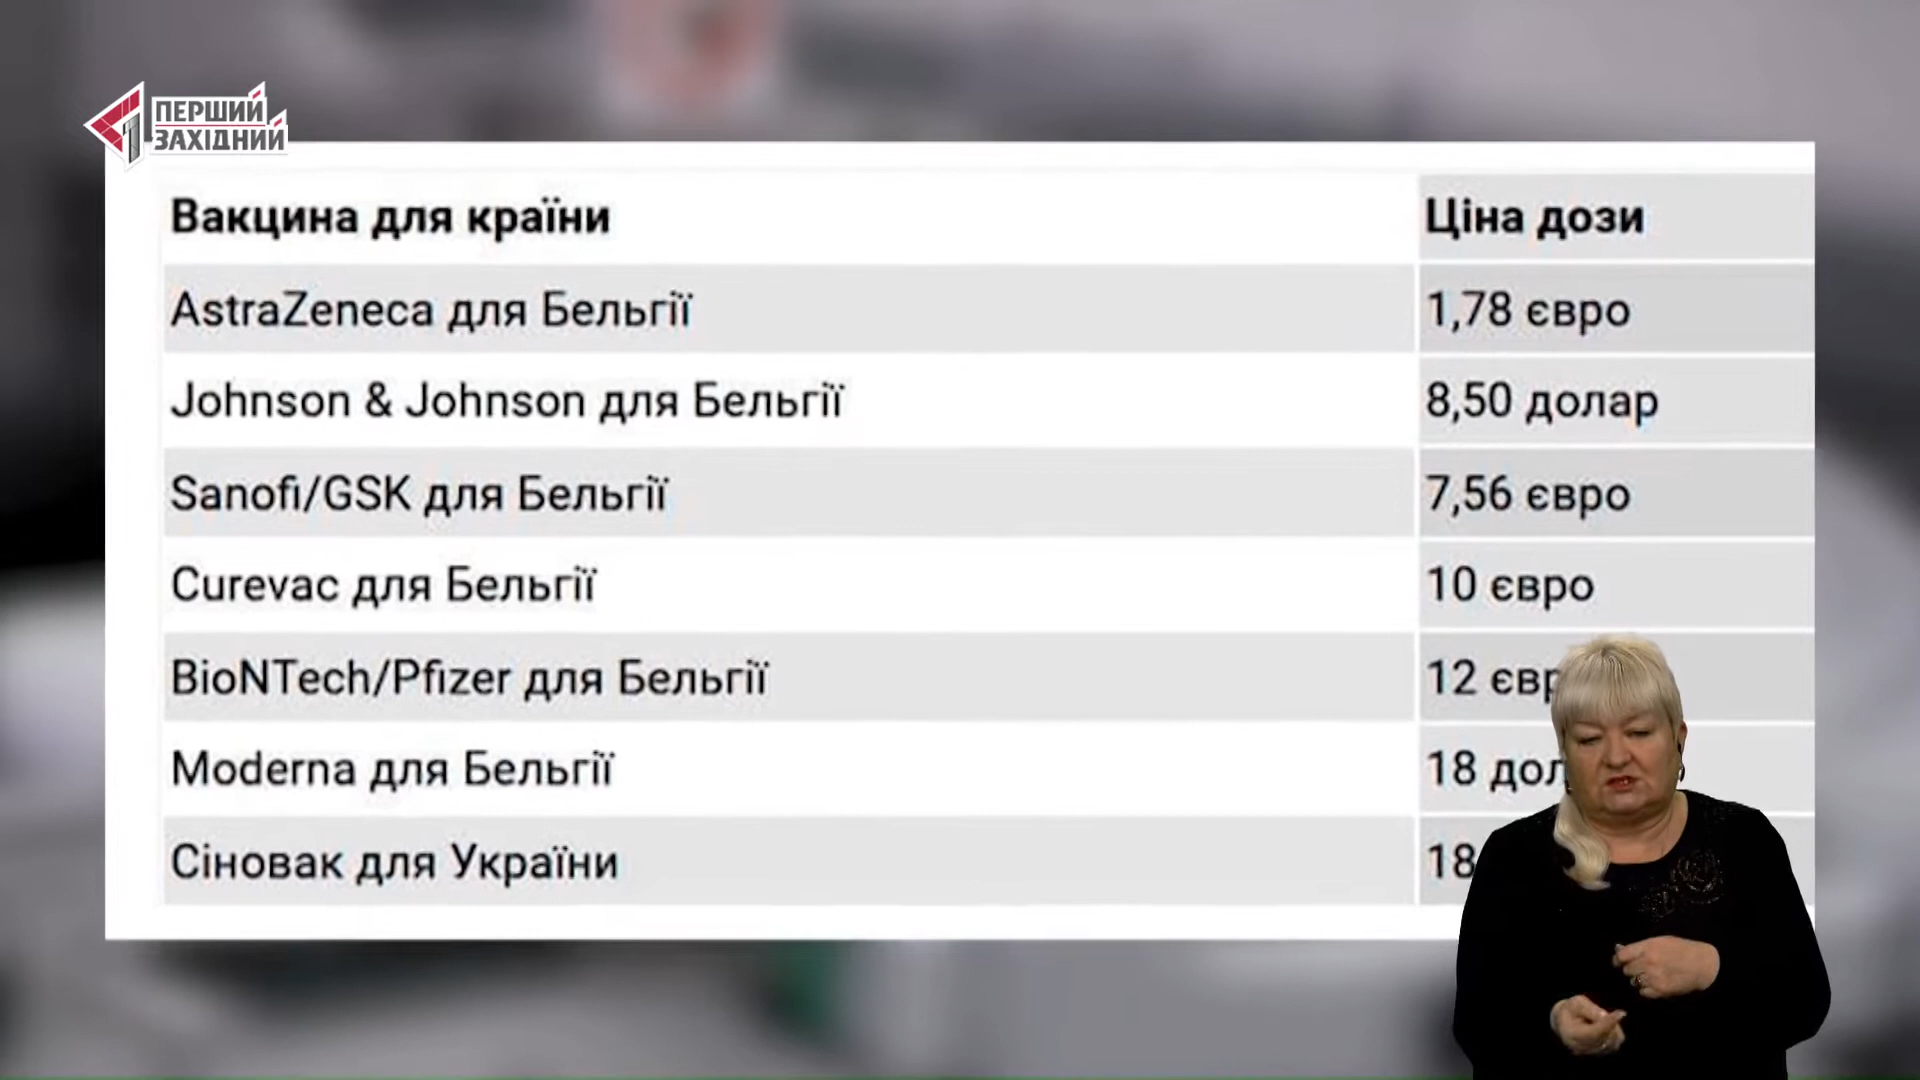 ПЕРШИЙ
ЗАХІДНИЙ
Вакцина для країни Ціна дози
AstraZeneca для Бельгії 1,78 євро
Johnson & Johnson для Бельгії 8,50 долар
Sanofi/GSK для Бельгії 7,56 євро
Curevac для Бельгії 10 євро
BioNTech/Pfizer для Бельгії 12
Moderna для Бельгії 18
Сіновак для України 18